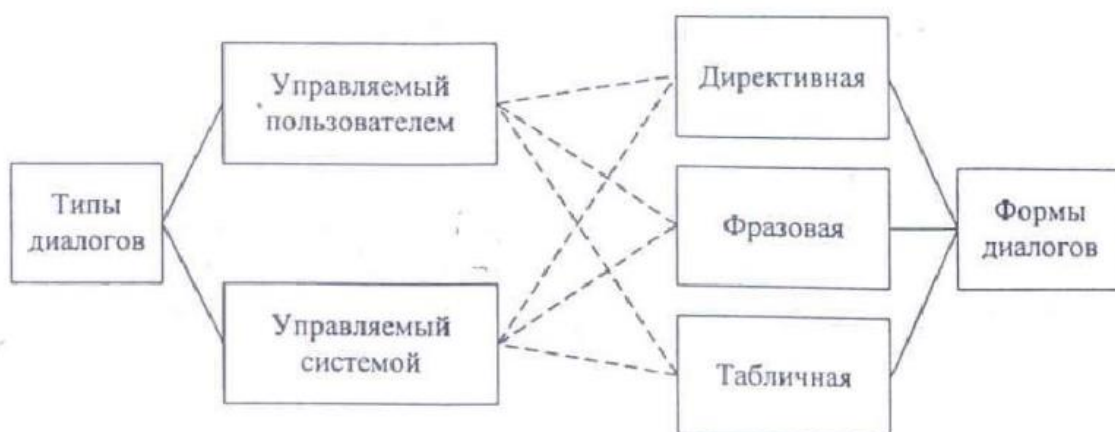 Типы
диалогов
Управляемый
пользователем
Управляемый
системой
Директивная
Фразовая
Табличная
Формы
диалогов